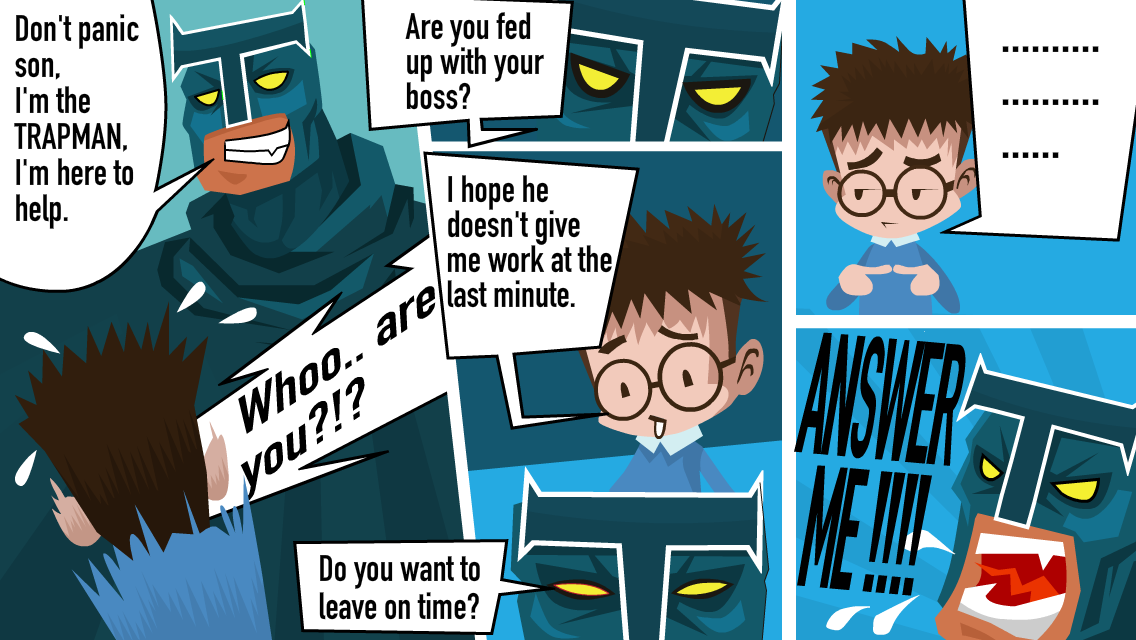 Don't panic
son,
I'm the
TRAPMAN,
I'm here to
help.
Whoo.. are
you?!?
Are you fed
up with your
boss?
I hope he
doesn't give
me work at the
last minute.
Do you want to
leave on time?
..........
..........
......
ANSWER
ME !!!!